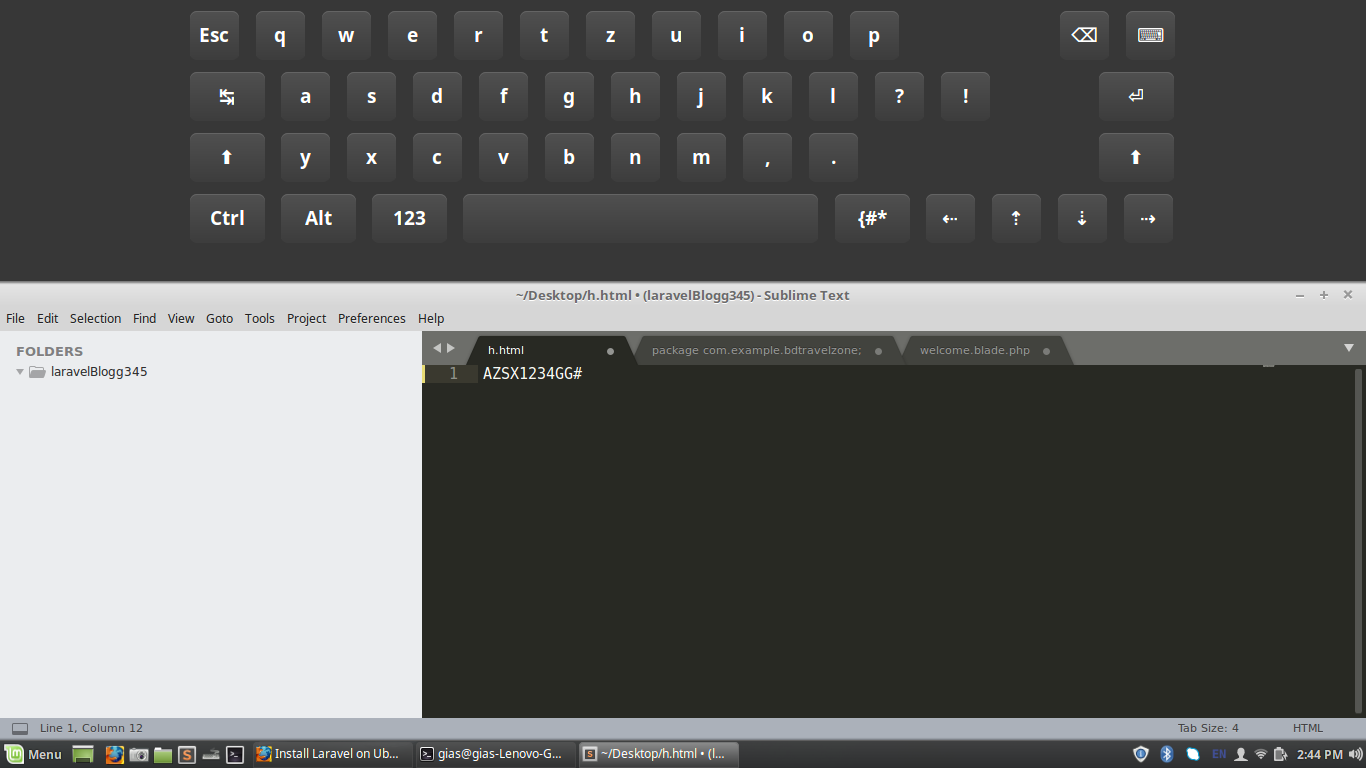 Esc q w e r t z u i o p
a s d f g h j k l ? !
y x c v b n m , .
Ctrl Alt 123 {#*
~/Desktop/h.html • (laravelBlogg345) - Sublime Text
File Edit Selection Find View Goto Tools Project Preferences Help
FOLDERS
laravelBlogg345
h.html package com.example.bdtravelzone; welcome.blade.php
1 AZSX1234GG#
Line 1, Column 12 Tab Size: 4 HTML
Menu Install Laravel on Ub... gias@gias-Lenovo-G... ~/Desktop/h.html • (l... EN 2:44 PM